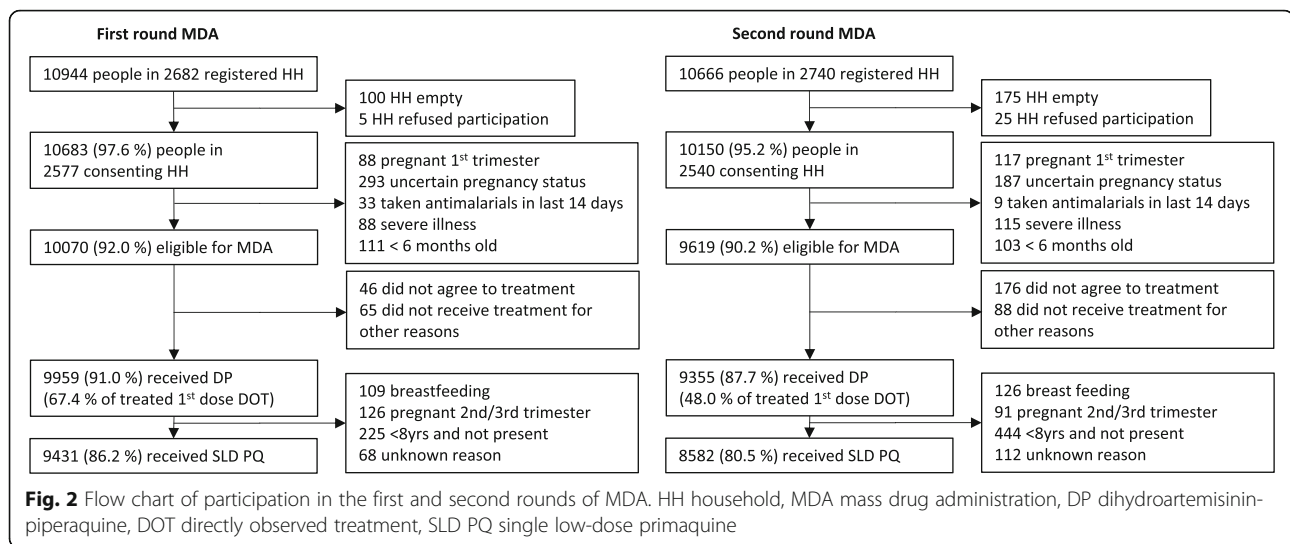 First round MDA
10944 people in 2682 registered HH
100 HH empty
5 HH refused participation
10683 (97.6 %) people in
2577 consenting HH
88 pregnant 1st trimester
293 uncertain pregnancy status
33 taken antimalarials in last 14 days
88 severe illness
111 < 6 months old
10070 (92.0 %) eligible for MDA
46 did not agree to treatment
65 did not receive treatment for
other reasons
9959 (91.0 %) received DP
(67.4 % of treated 1st dose DOT)
109 breastfeeding
126 pregnant 2nd/3rd trimester
225 <8yrs and not present
68 unknown reason
9431 (86.2 %) received SLD PQ
Second round MDA
10666 people in 2740 registered HH
175 HH empty
25 HH refused participation
10150 (95.2 %) people in
2540 consenting HH
117 pregnant 1st trimester
187 uncertain pregnancy status
9 taken antimalarials in last 14 days
115 severe illness
103 < 6 months old
9619 (90.2 %) eligible for MDA
176 did not agree to treatment
88 did not receive treatment for
other reasons
9355 (87.7 %) received DP
(48.0 % of treated 1st dose DOT)
126 breast feeding
91 pregnant 2nd/3rd trimester
444 <8yrs and not present
112 unknown reason
8582 (80.5 %) received SLD PQ
Fig. 2 Flow chart of participation in the first and second rounds of MDA. HH household, MDA mass drug administration, DP dihydroartemisinin-
piperaquine, DOT directly observed treatment, SLD PQ single low-dose primaquine